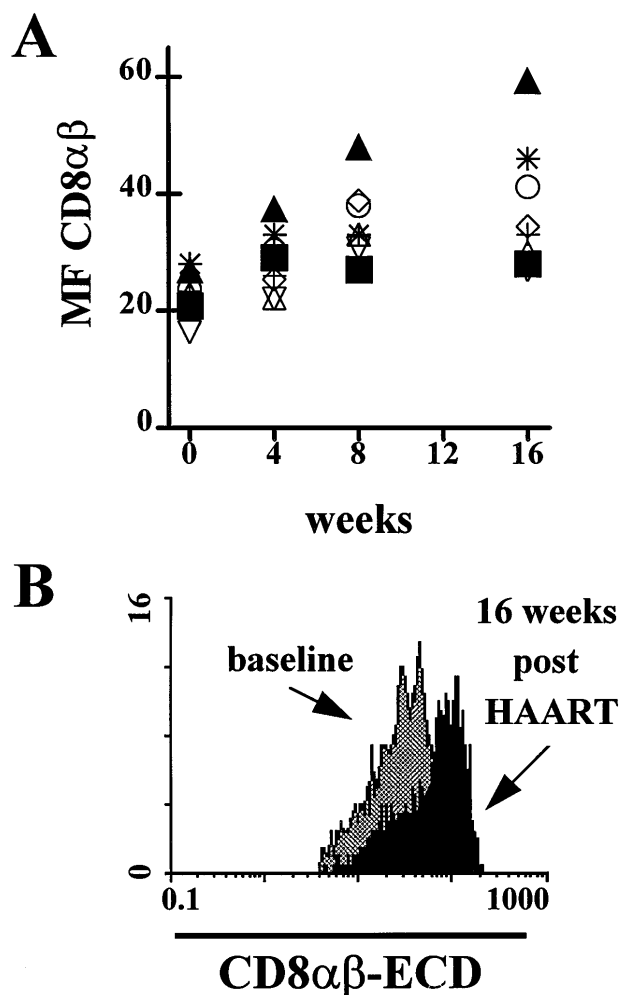 A
MF CD8αβ
60
40
20
0
0 4 8 12 16
weeks
B
16
0
baseline
16 weeks
post
HAART
0.1 1000
CD8αβ-ECD